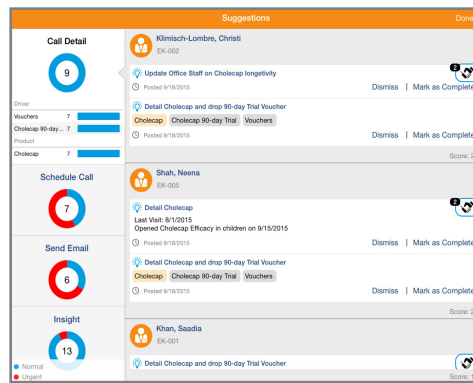 Suggestions
Done
Call Detail
9
Driver
Vouchers 7
Cholecap 90-day... 7
Product
Cholecap 7
Schedule Call
7
Send Email
6
Insight
13
Normal
Urgent
Klimisch-Lombre, Christi
EK-002
Update Office Staff on Cholecap longetivity
2
Posted 9/18/2015
Dismiss | Mark as Complete
Detail Cholecap and drop 90-day Trial Voucher
Cholecap Cholecap 90-day Trial Vouchers
Posted 9/18/2015
Dismiss | Mark as Complete
Score: 2
Shah, Neena
EK-005
Detail Cholecap
2
Last Visit: 8/1/2015
Opened Cholecap Efficacy in children on 9/15/2015
Posted 9/18/2015
Dismiss | Mark as Complete
Detail Cholecap and drop 90-day Trial Voucher
Cholecap Cholecap 90-day Trial Vouchers
Posted 9/18/2015
Dismiss | Mark as Complete
Score: 2
Khan, Saadia
EK-001
Detail Cholecap and drop 90-day Trial Voucher
Score: